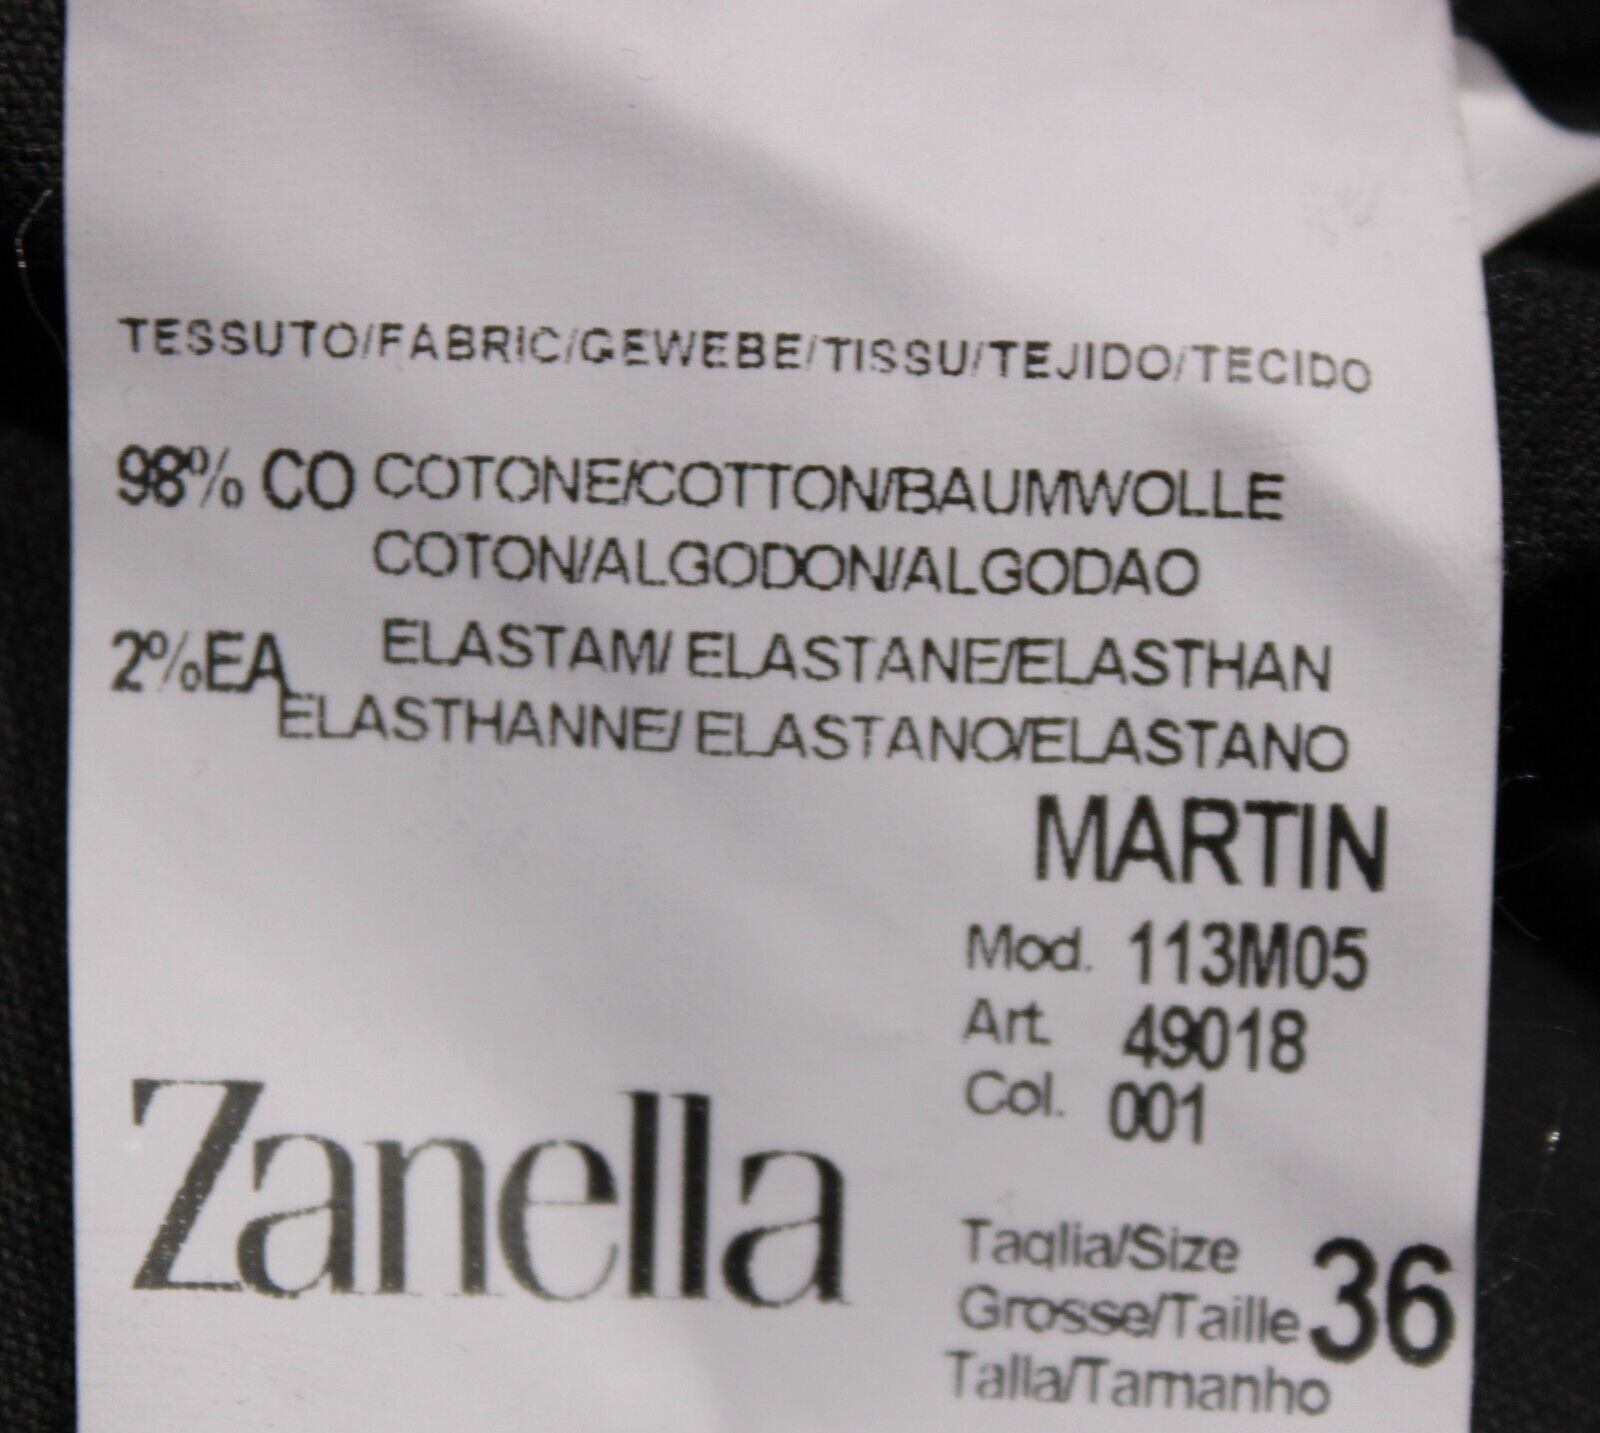 TESSUTO/FABRIC/GEWEBE/TISSU/TEJIDO/TECIDO
98% CO COTONE/COTTON/BAUMWOLLE
COTON/ALGODON/ALGODAO
2%EA ELASTAM/ ELASTANE/ELASTHAN
ELASTHANNE/ ELASTANO/ELASTANO
MARTIN
Mod. 113M05
Art. 49018
Col. 001
Zanella
Taglia/Size
Grosse/Taille 36
Talla/Tamanho